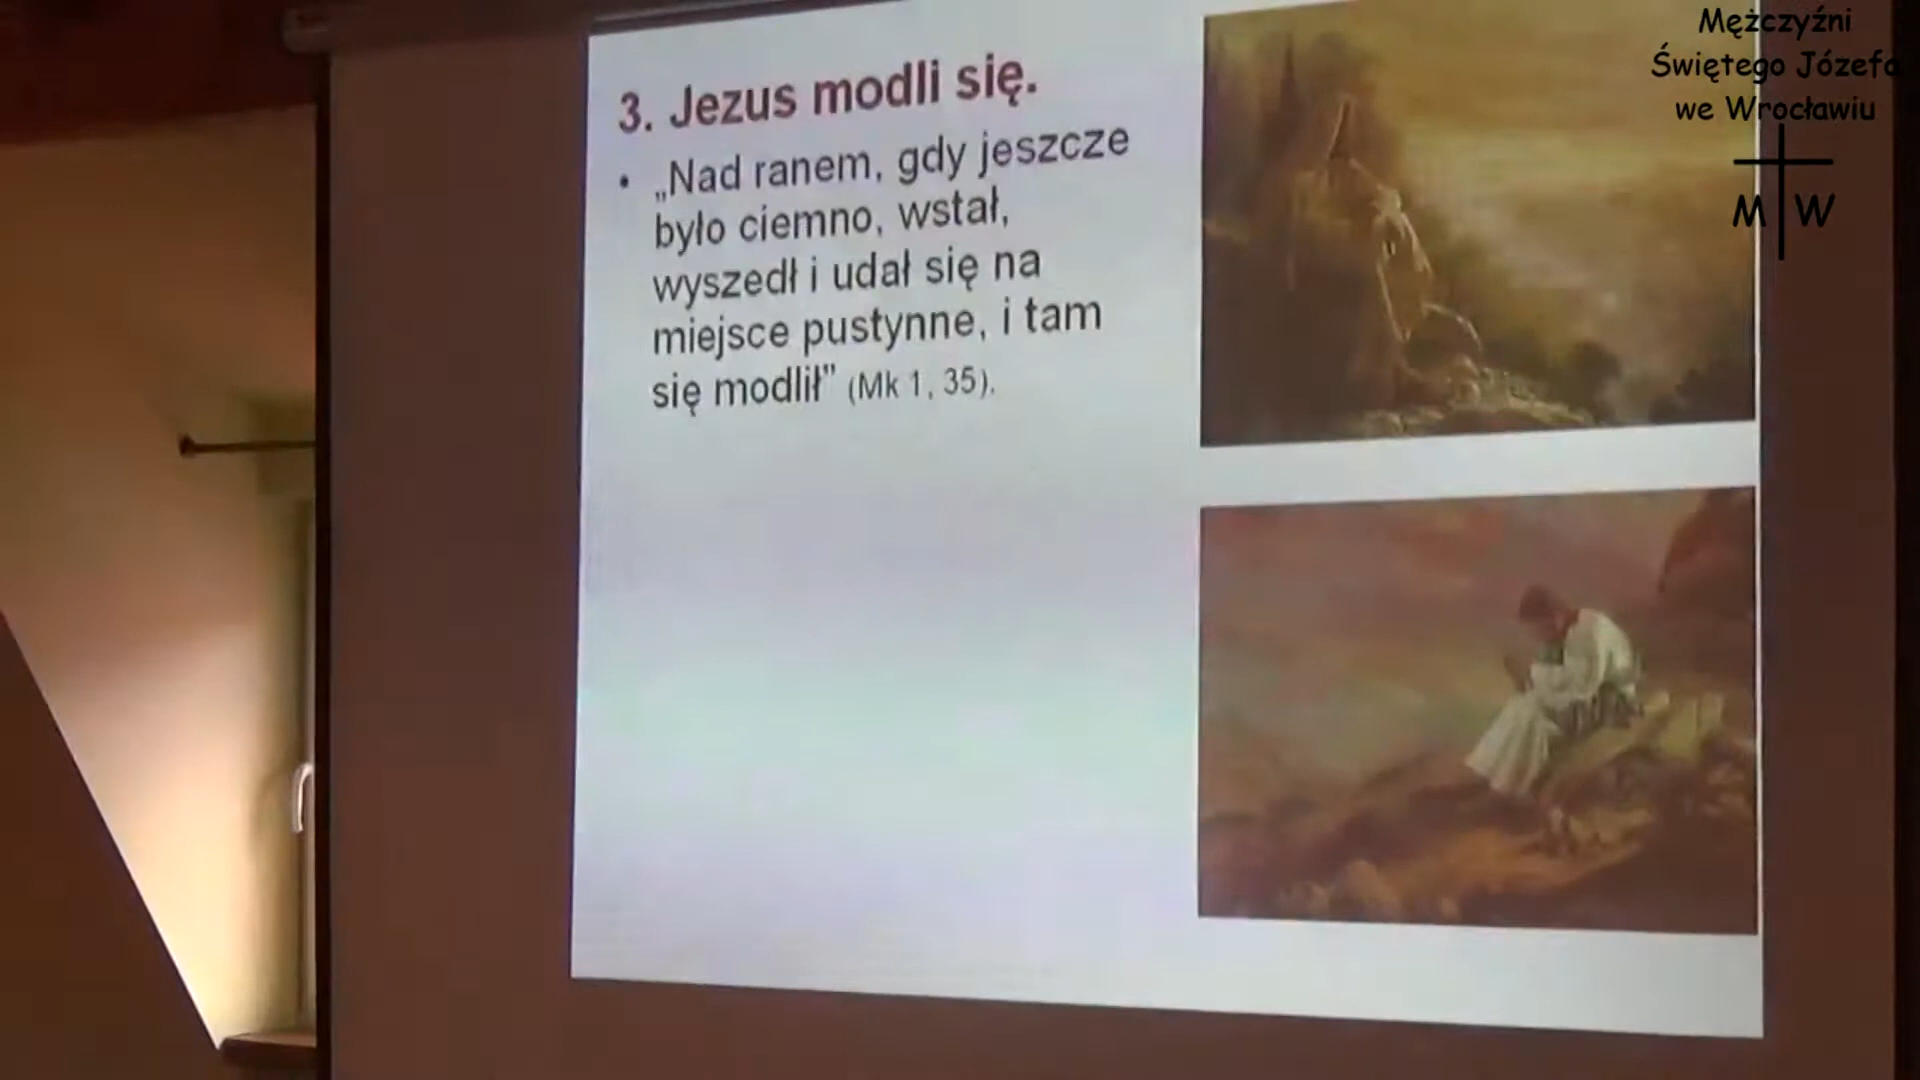 3. Jezus modli się.
• „Nad ranem, gdy jeszcze
było ciemno, wstał,
wyszedł i udał się na
miejsce pustynne, i tam
się modlił” (Mk 1, 35).
Mężczyźni
Świętego Józefa
we Wrocławiu
M W